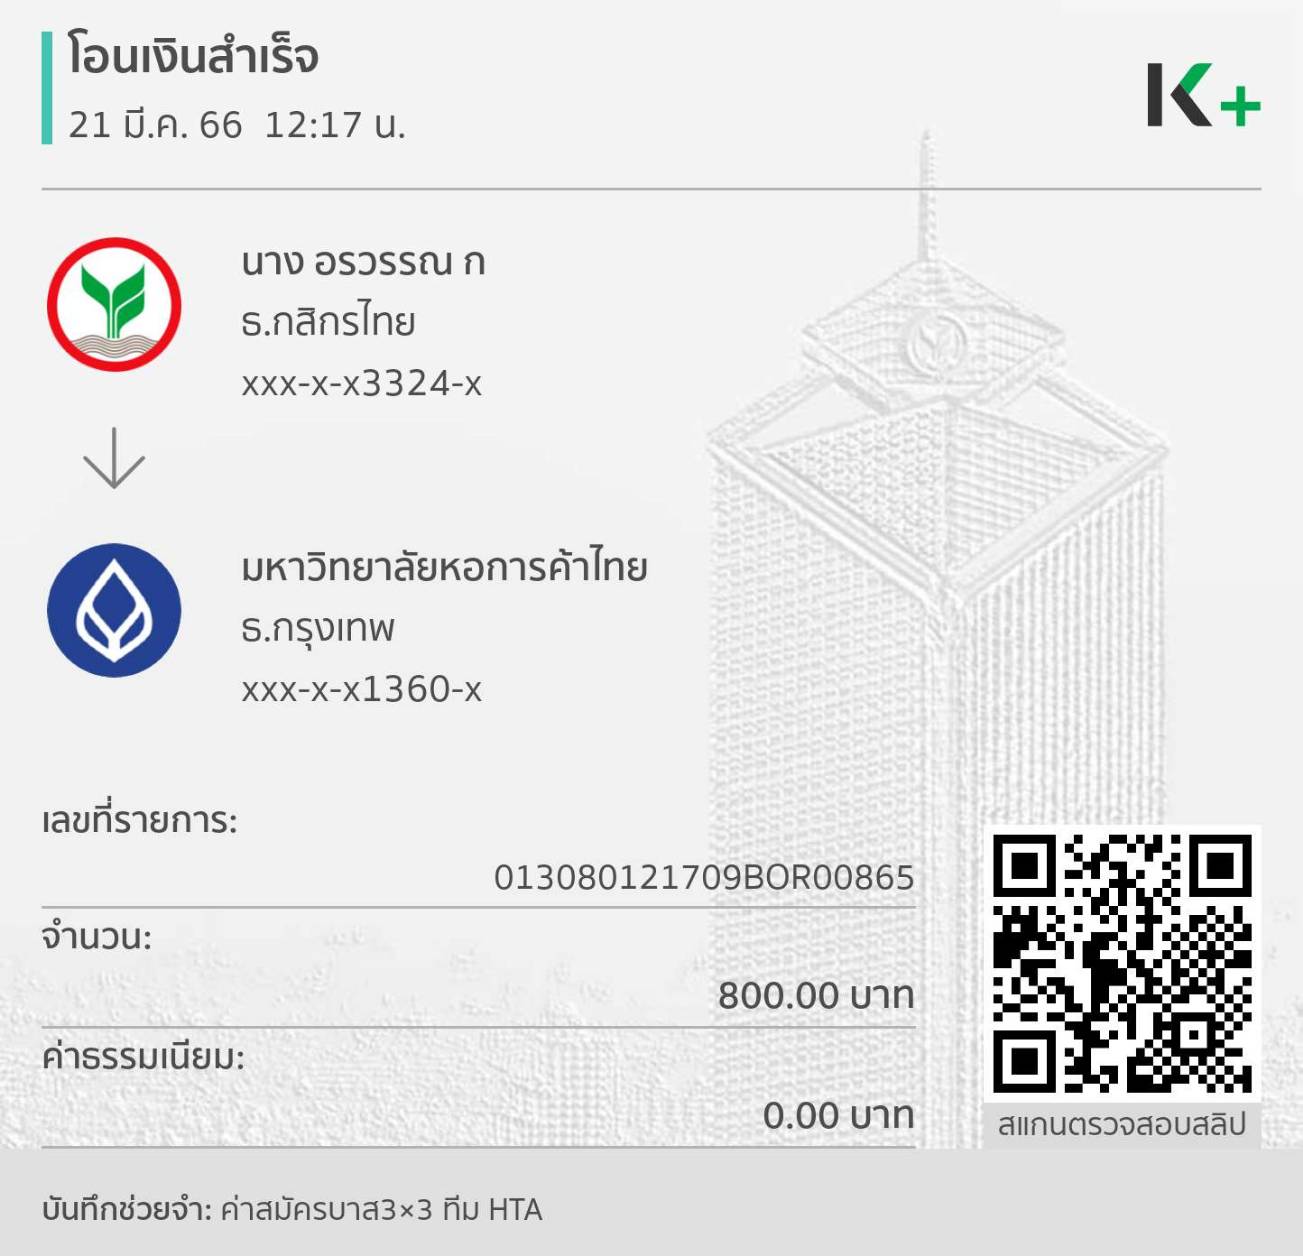 โอนเงินสำเร็จ
21 มี.ค. 66 12:17 น.
K+
นาง อรวรรณ ก
ธ.กสิกรไทย
xxx-x-x3324-x
มหาวิทยาลัยหอการค้าไทย
ธ.กรุงเทพ
xxx-x-x1360-x
เลขที่รายการ:
013080121709BOR00865
จำนวน:
800.00 บาท
ค่าธรรมเนียม:
0.00 บาท
สแกนตรวจสอบสลิป
บันทึกช่วยจำ: ค่าสมัครบาส3×3 ทีม HTA